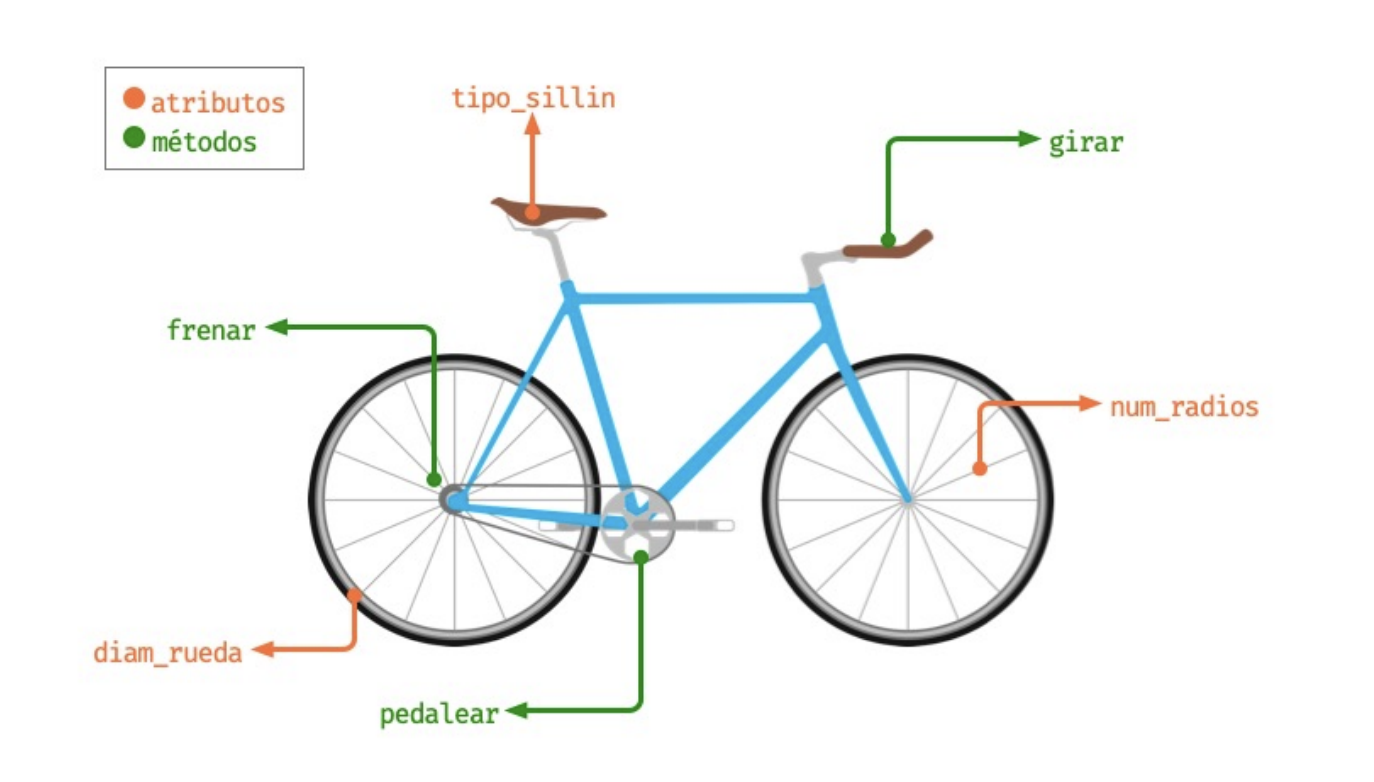 atributos
métodos
tipo_sillin
girar
frenar
num_radios
diam_rueda
pedalear